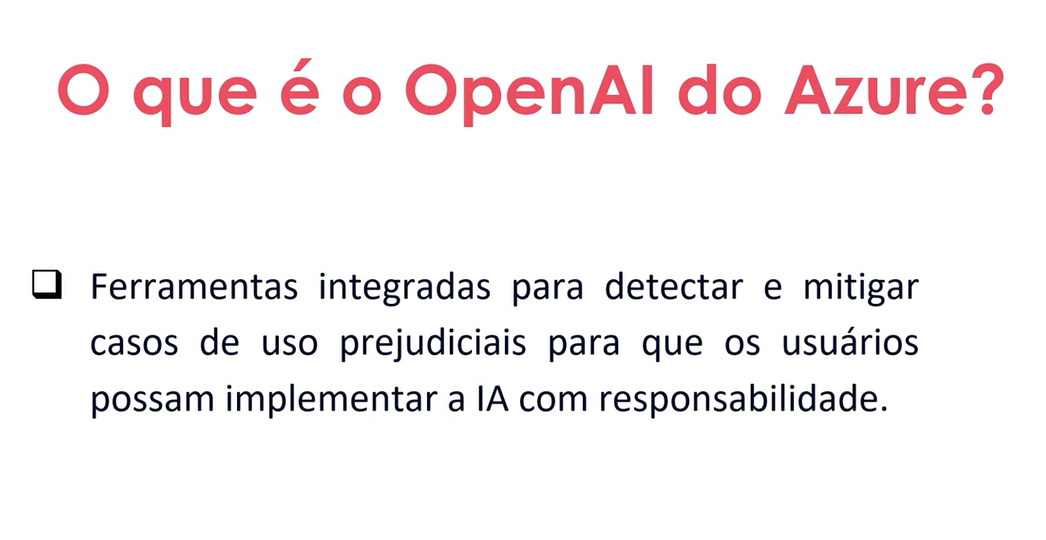 O que é o OpenAI do Azure?
Ferramentas integradas para detectar e mitigar
casos de uso prejudiciais para que os usuários
possam implementar a IA com responsabilidade.